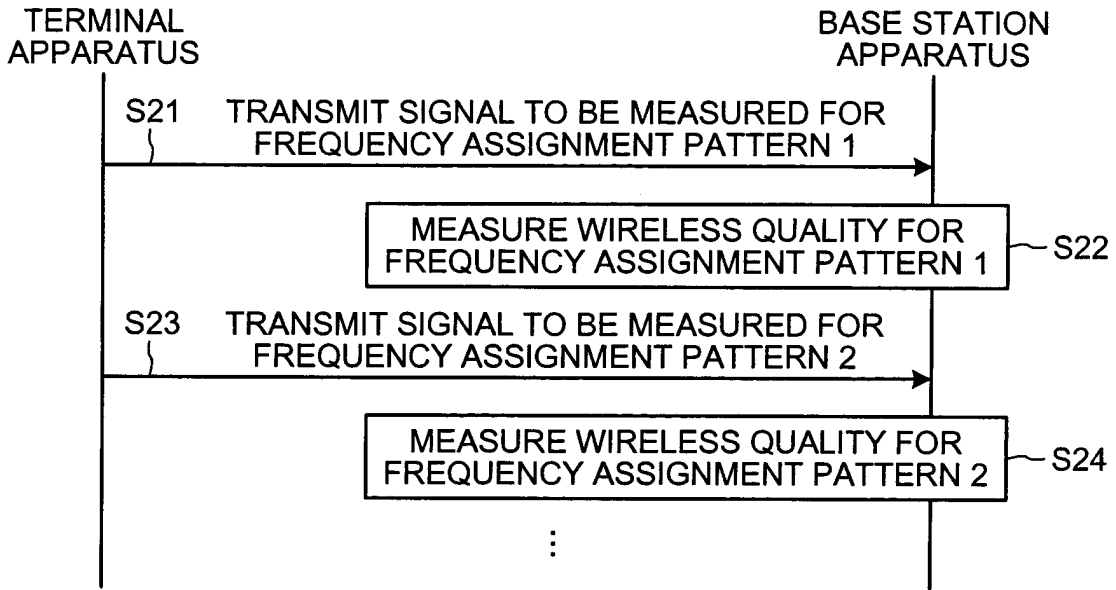 TERMINAL
APPARATUS
BASE STATION
APPARATUS
S21
TRANSMIT SIGNAL TO BE MEASURED FOR
FREQUENCY ASSIGNMENT PATTERN 1
MEASURE WIRELESS QUALITY FOR
FREQUENCY ASSIGNMENT PATTERN 1
S22
S23
TRANSMIT SIGNAL TO BE MEASURED FOR
FREQUENCY ASSIGNMENT PATTERN 2
MEASURE WIRELESS QUALITY FOR
FREQUENCY ASSIGNMENT PATTERN 2
S24
⋮